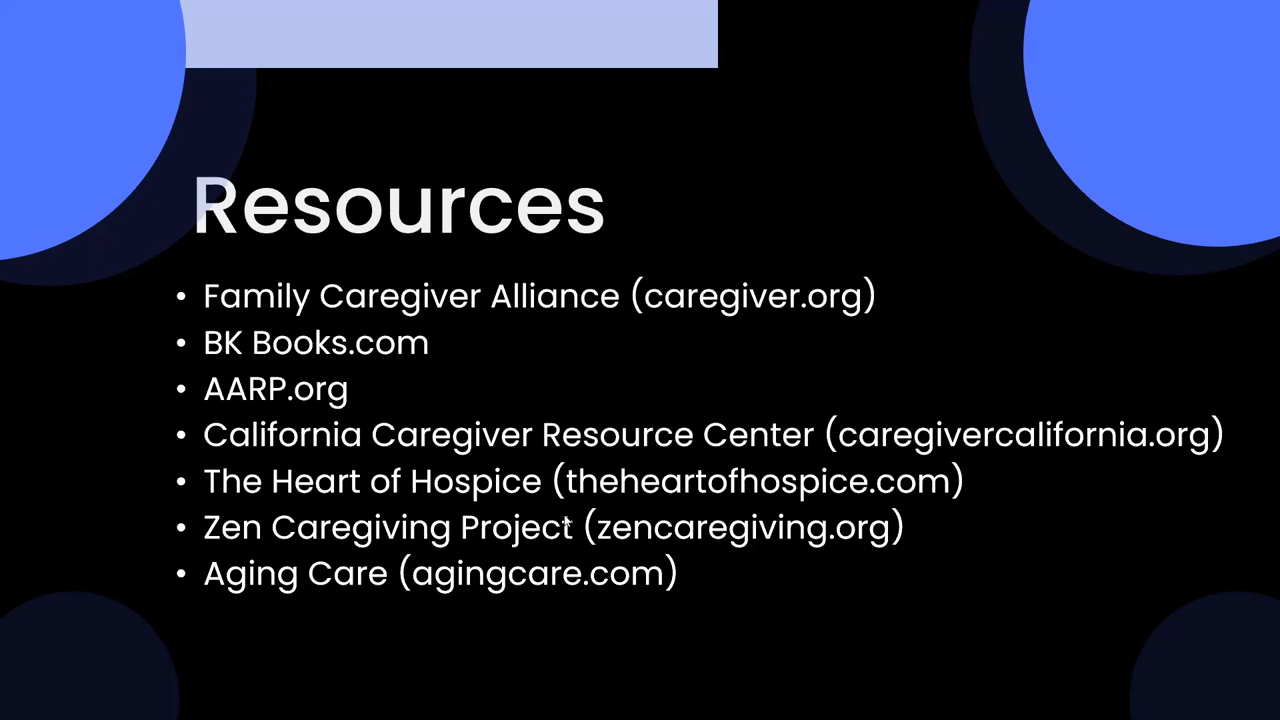 Resources
• Family Caregiver Alliance (caregiver.org)
• BK Books.com
• AARP.org
• California Caregiver Resource Center (caregivercalifornia.org)
• The Heart of Hospice (theheartofhospice.com)
• Zen Caregiving Project (zencaregiving.org)
• Aging Care (agingcare.com)